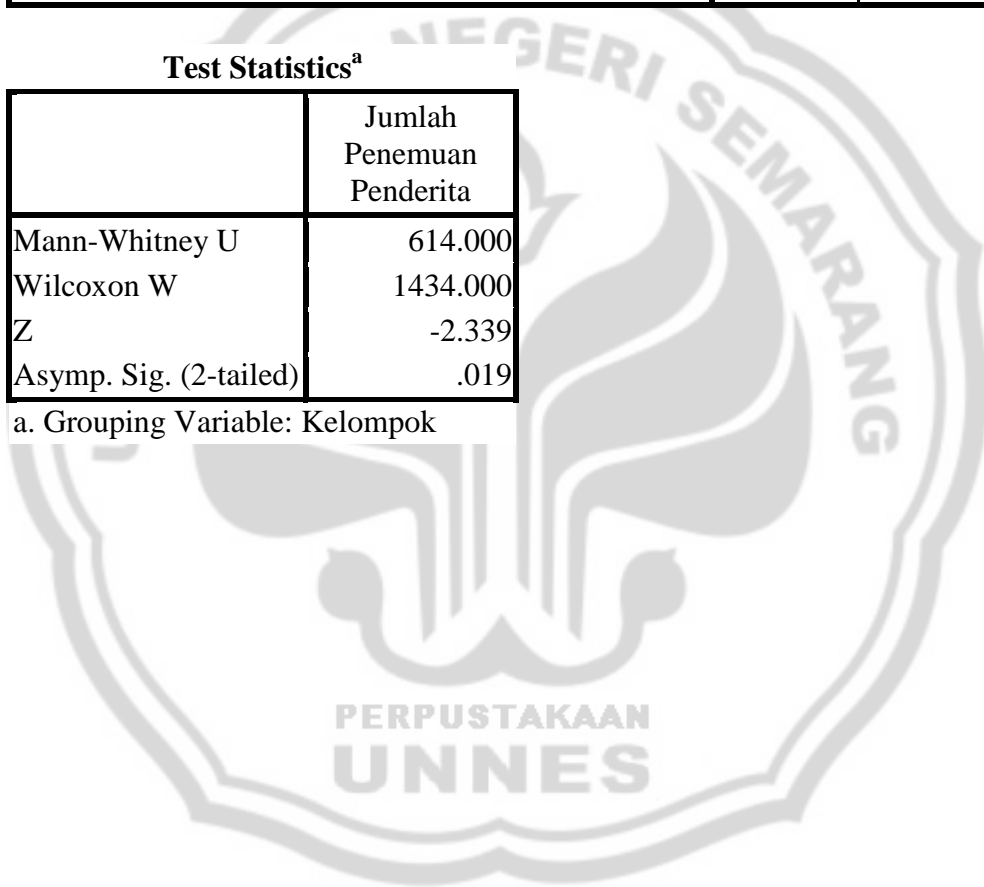 Test Statisticsᵃ
Jumlah
Penemuan
Penderita
Mann-Whitney U 614.000
Wilcoxon W 1434.000
Z -2.339
Asymp. Sig. (2-tailed) .019
a. Grouping Variable: Kelompok
NEGERI SEMARANG
PERPUSTAKAAN
UNNES